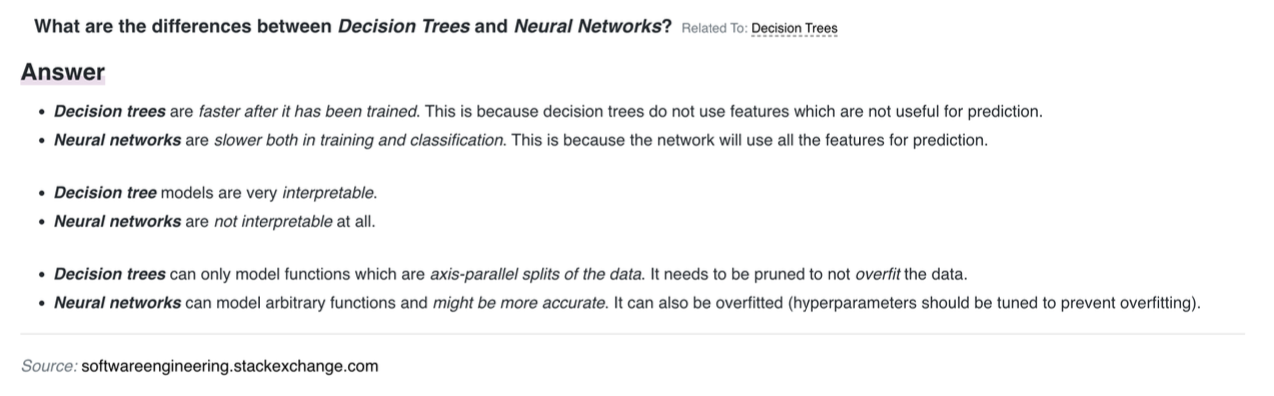 What are the differences between Decision Trees and Neural Networks? Related To: Decision Trees
Answer
• Decision trees are faster after it has been trained. This is because decision trees do not use features which are not useful for prediction.
• Neural networks are slower both in training and classification. This is because the network will use all the features for prediction.
• Decision tree models are very interpretable.
• Neural networks are not interpretable at all.
• Decision trees can only model functions which are axis-parallel splits of the data. It needs to be pruned to not overfit the data.
• Neural networks can model arbitrary functions and might be more accurate. It can also be overfitted (hyperparameters should be tuned to prevent overfitting).
Source: softwareengineering.stackexchange.com